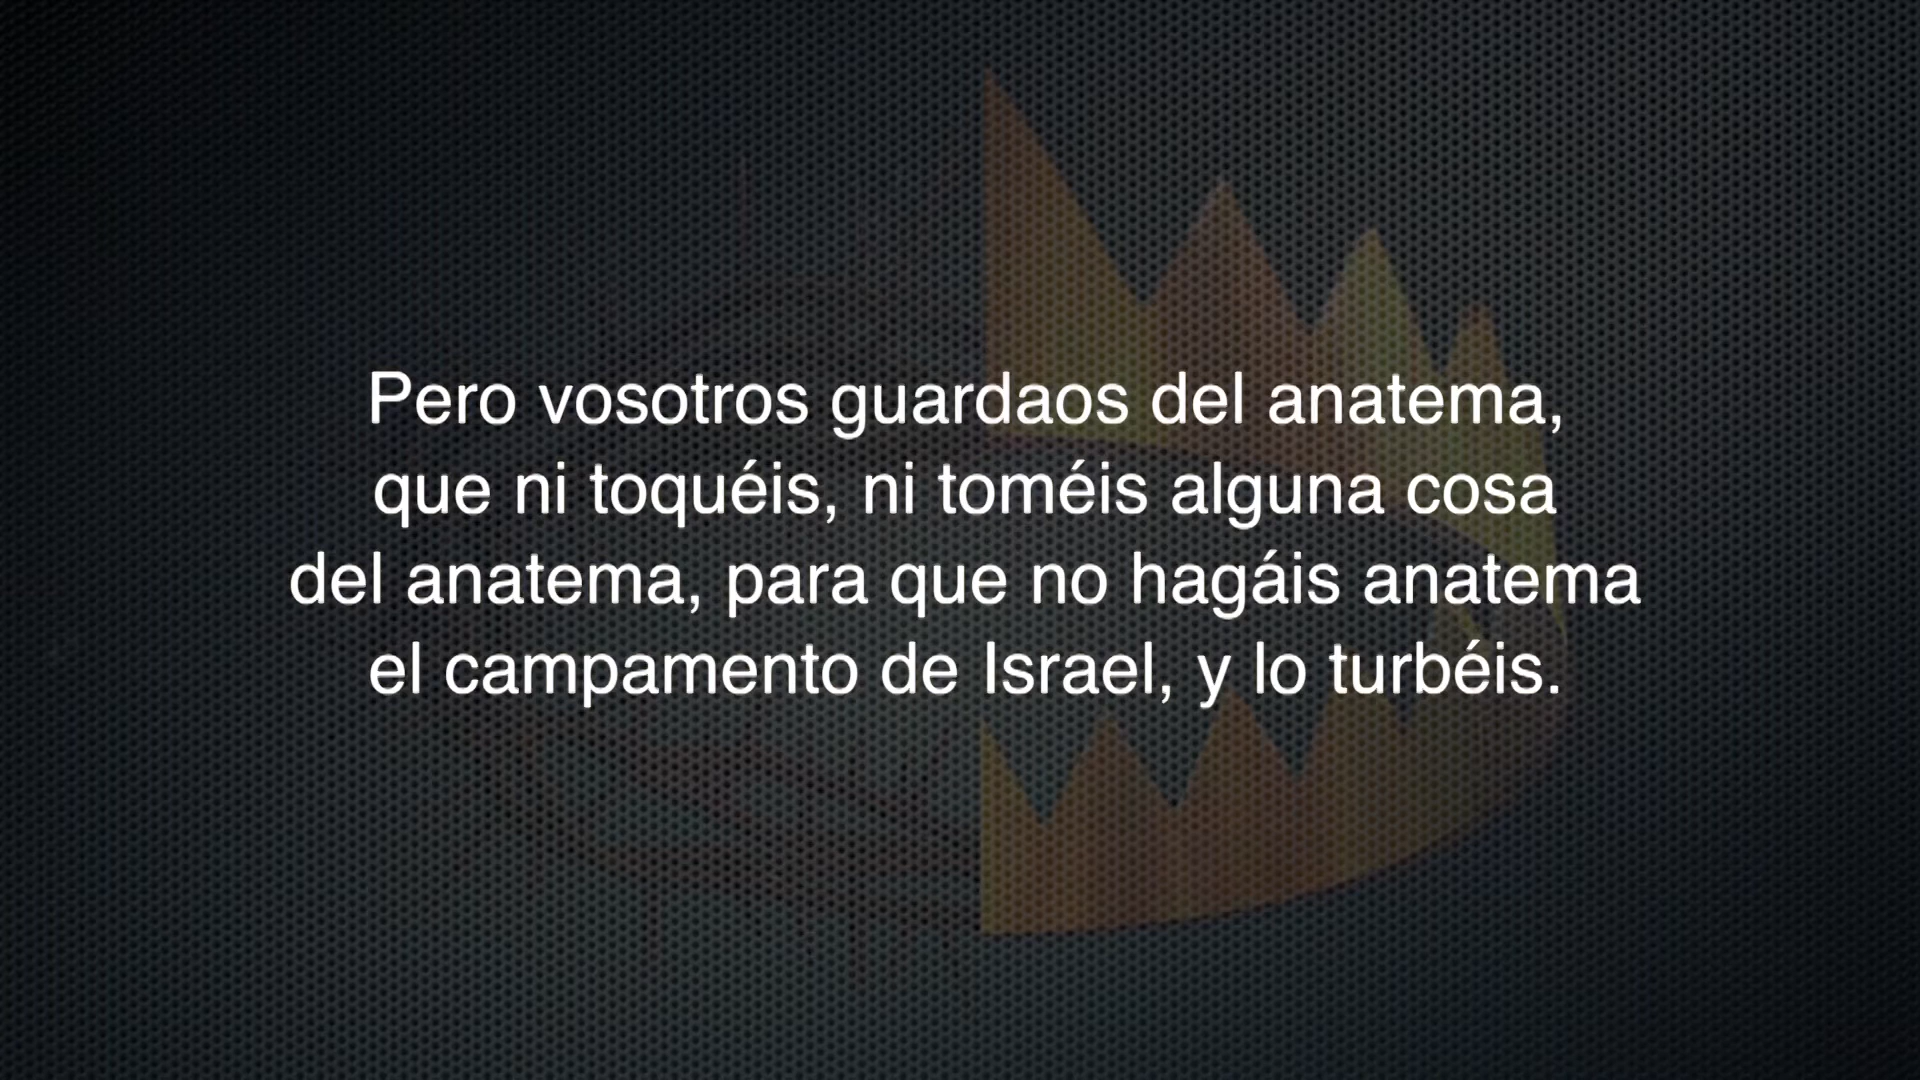 Pero vosotros guardaos del anatema,
que ni toquéis, ni toméis alguna cosa
del anatema, para que no hagáis anatema
el campamento de Israel, y lo turbéis.